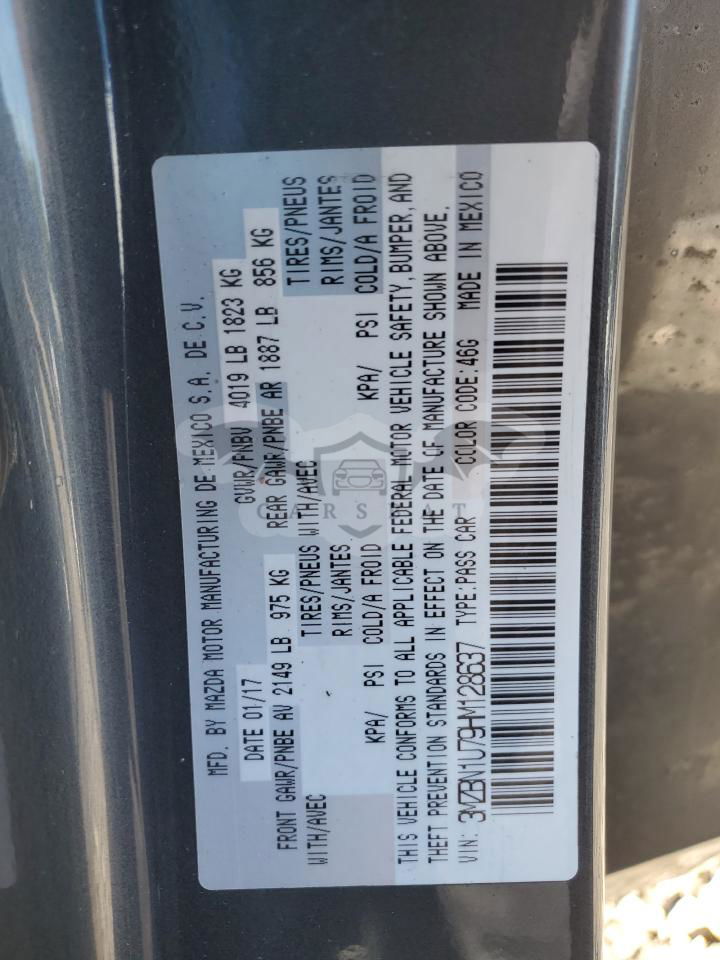 MFD. BY MAZDA MOTOR MANUFACTURING DE MEXICO S.A. DE.C.V.
DATE 01/17 GVWR/PNBV 4019 LB 1823 KG
FRONT GAWR/PNBE AV 2149 LB 975 KG REAR GAWR/PNBE AR 1887 LB 856 KG
WITH/AVEC TIRES/PNEUS WITH/AVEC TIRES/PNEUS
RIMS/JANTES RIMS/JANTES
KPA/ PSI COLD/A FROID KPA/ PSI COLD/A FROID
THIS VEHICLE CONFORMS TO ALL APPLICABLE FEDERAL MOTOR VEHICLE SAFETY, BUMPER, AND
THEFT PREVENTION STANDARDS IN EFFECT ON THE DATE OF MANUFACTURE SHOWN ABOVE.
VIN: 3MZBN1U79HM128637 TYPE:PASS CAR COLOR CODE:46G MADE IN MEXICO